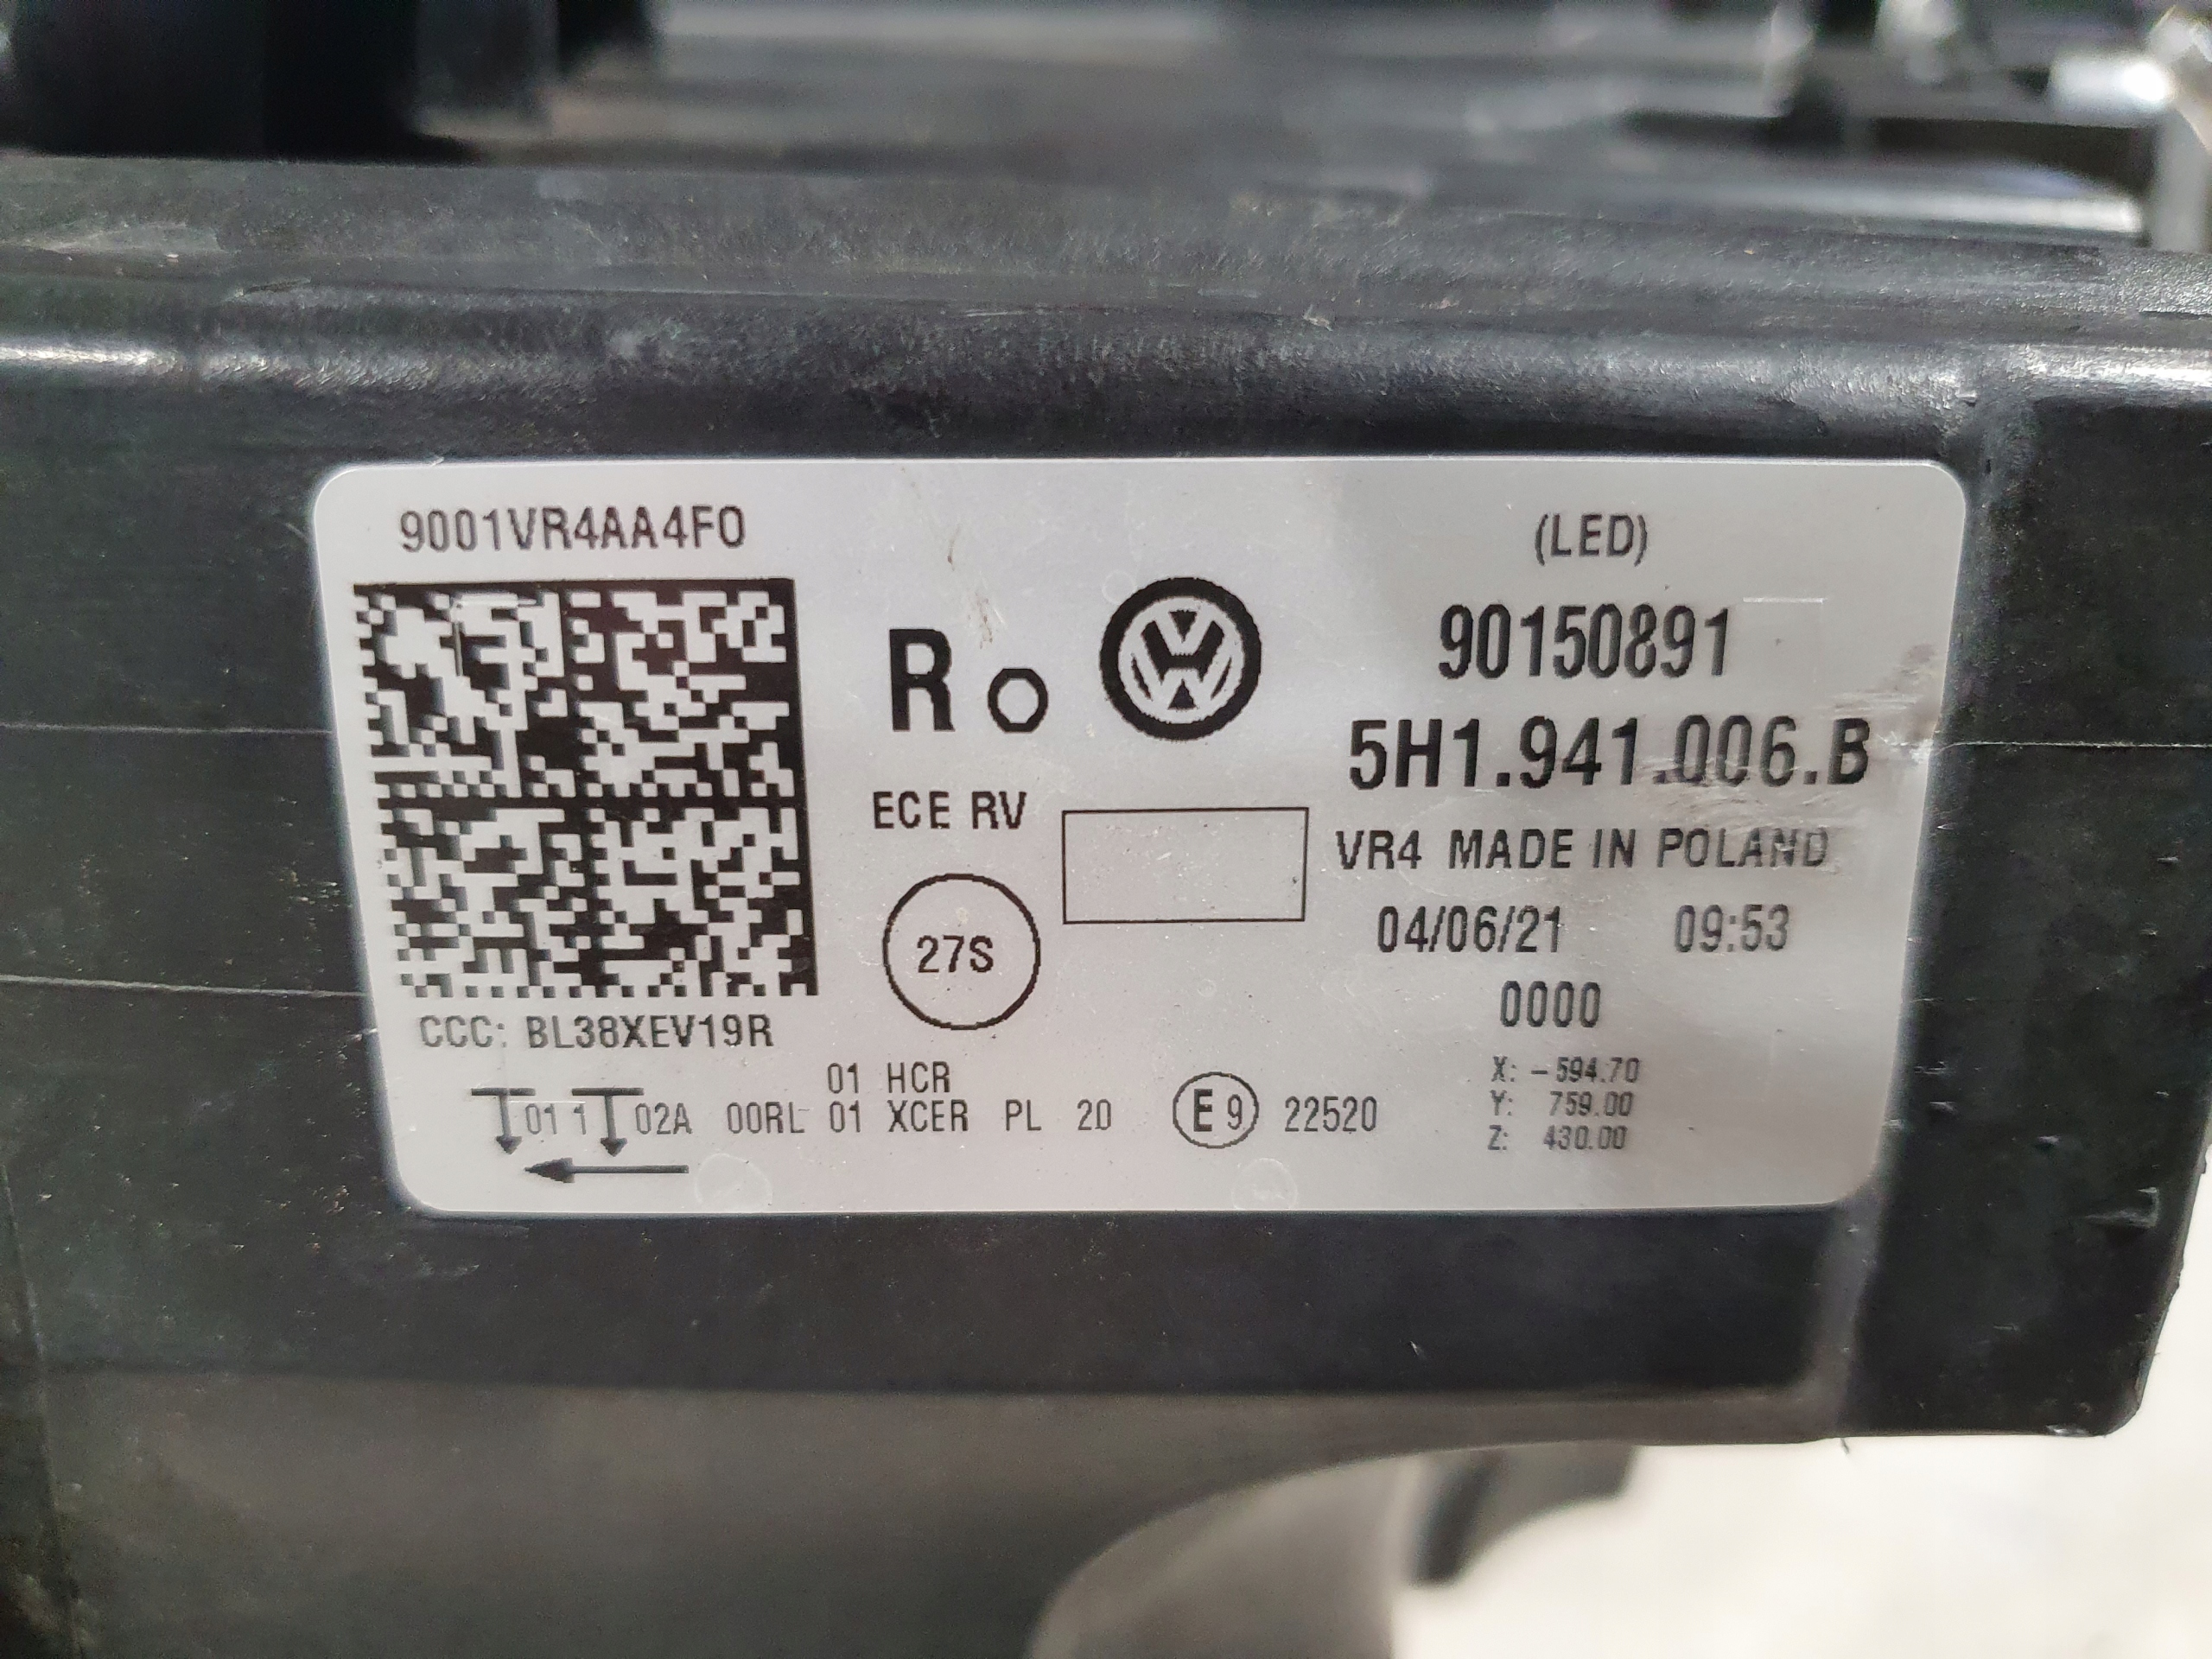 9001VR4AA4F0
(LED)
R O
90150891
5H1.941.006.B
ECE RV
VR4 MADE IN POLAND
27S
04/06/21 09:53
0000
CCC: BL38XEV19R
01 HCR
01 1 02A 00RL 01 XCER PL 20 E9 22520
X: -594.70
Y: 759.00
Z: 430.00